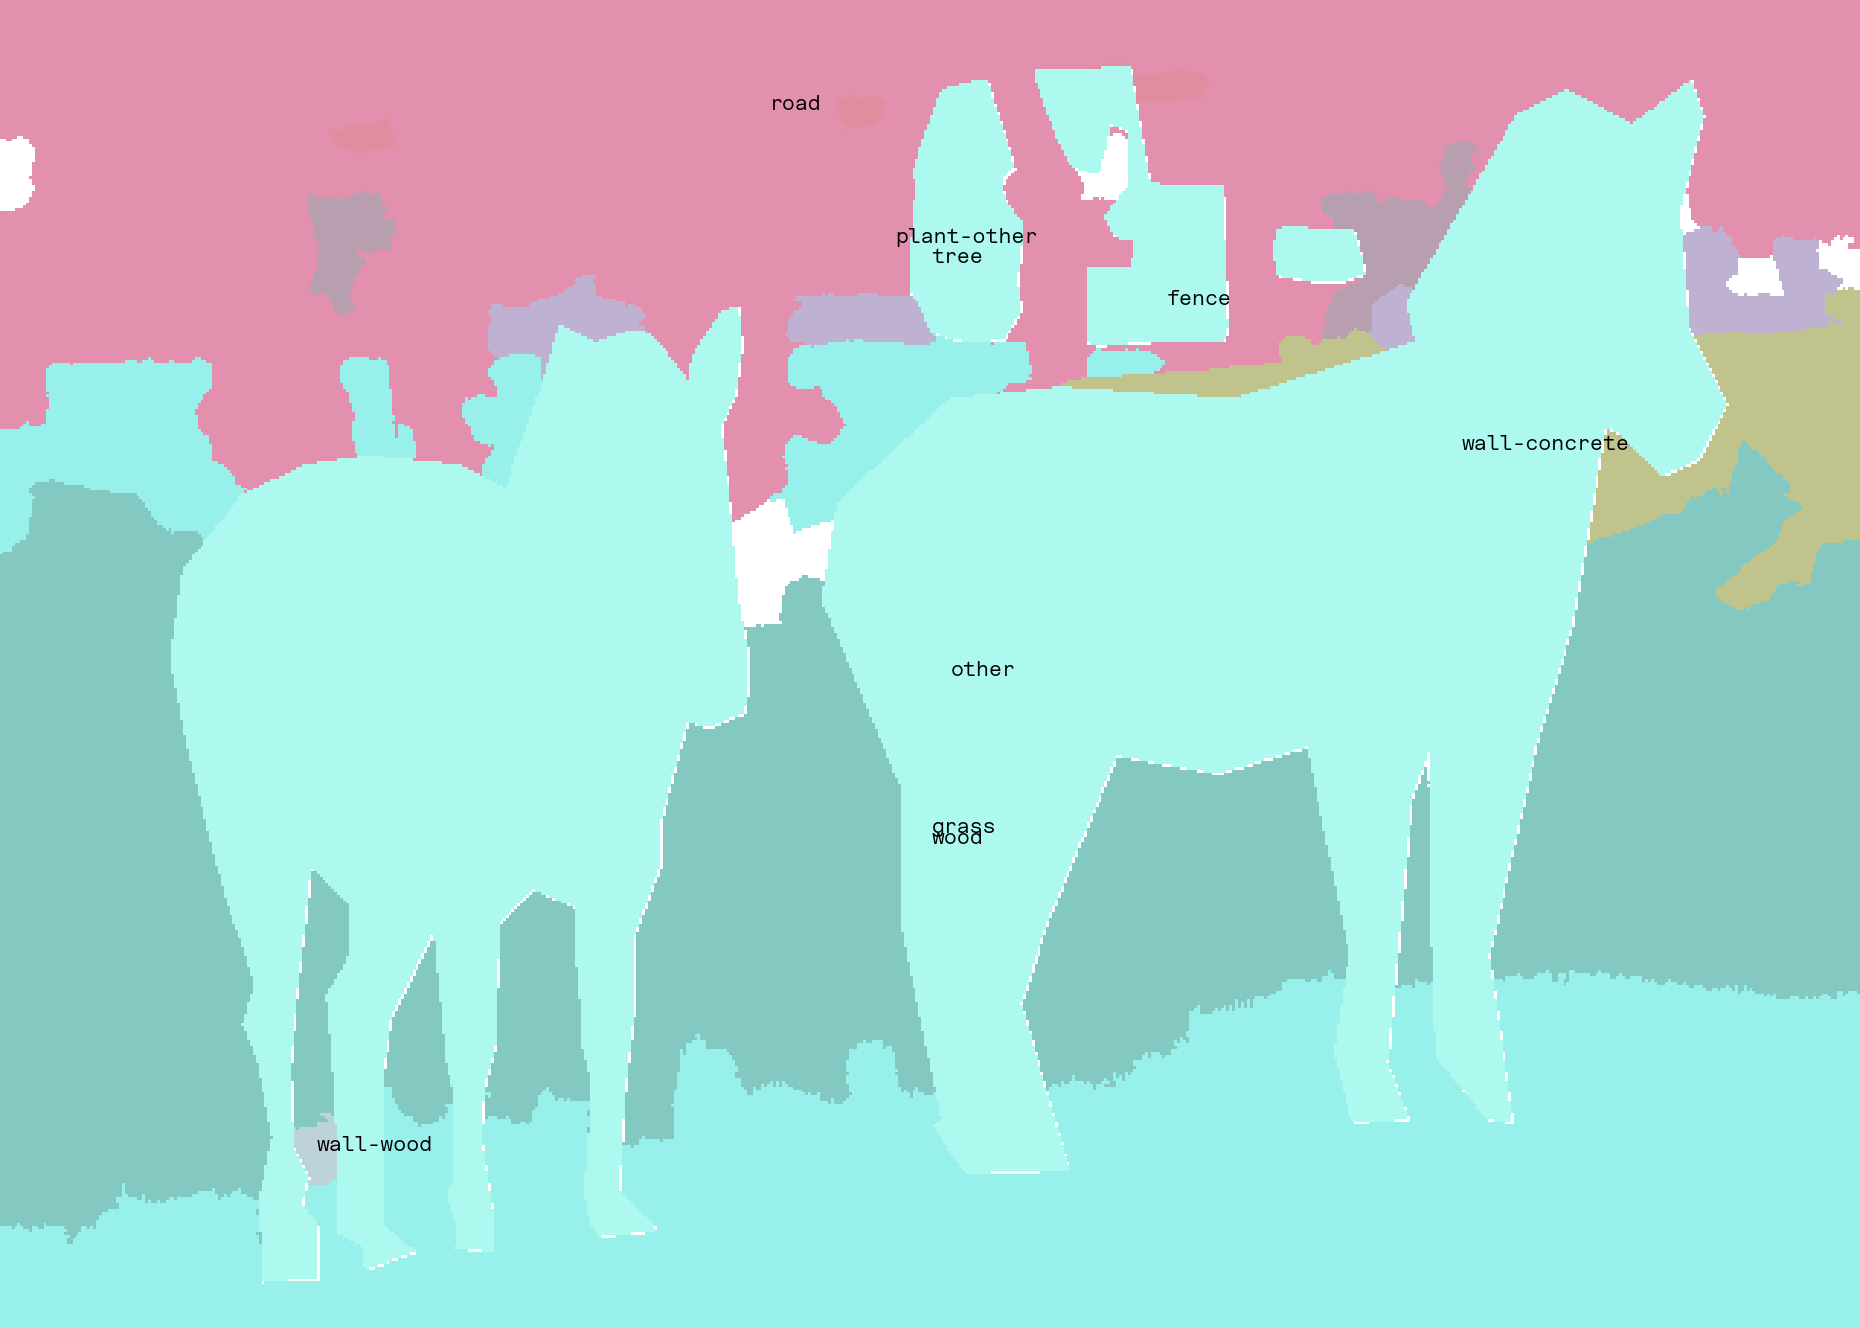 road
plant-other
tree
fence
wall-concrete
other
grass
wood
wall-wood